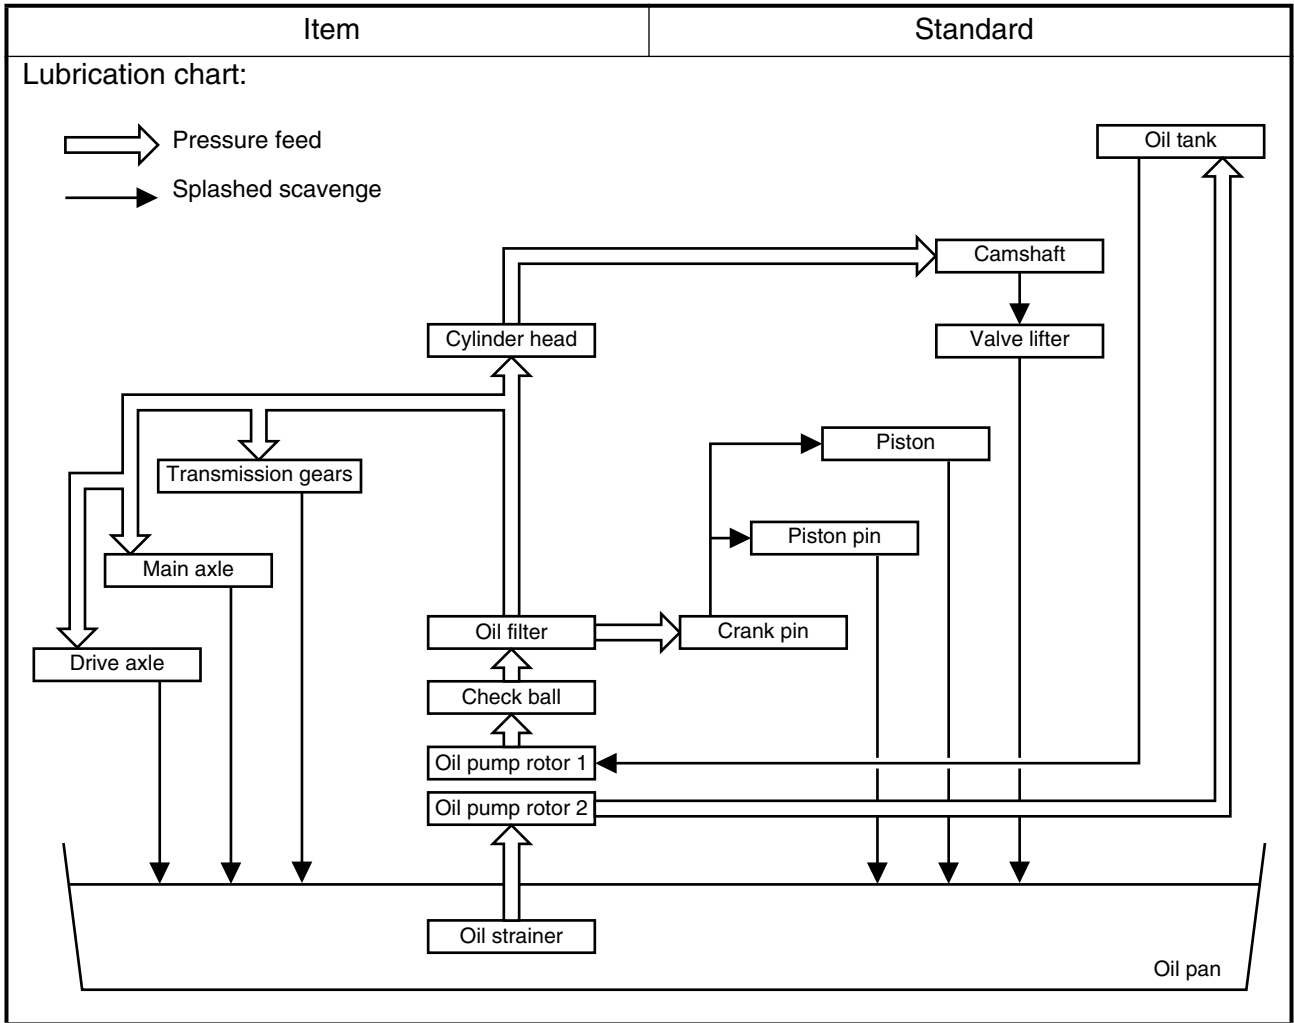 Item
Standard
Lubrication chart:
Pressure feed
Splashed scavenge
Oil tank
Camshaft
Cylinder head
Valve lifter
Piston
Transmission gears
Piston pin
Main axle
Oil filter
Crank pin
Drive axle
Check ball
Oil pump rotor 1
Oil pump rotor 2
Oil strainer
Oil pan